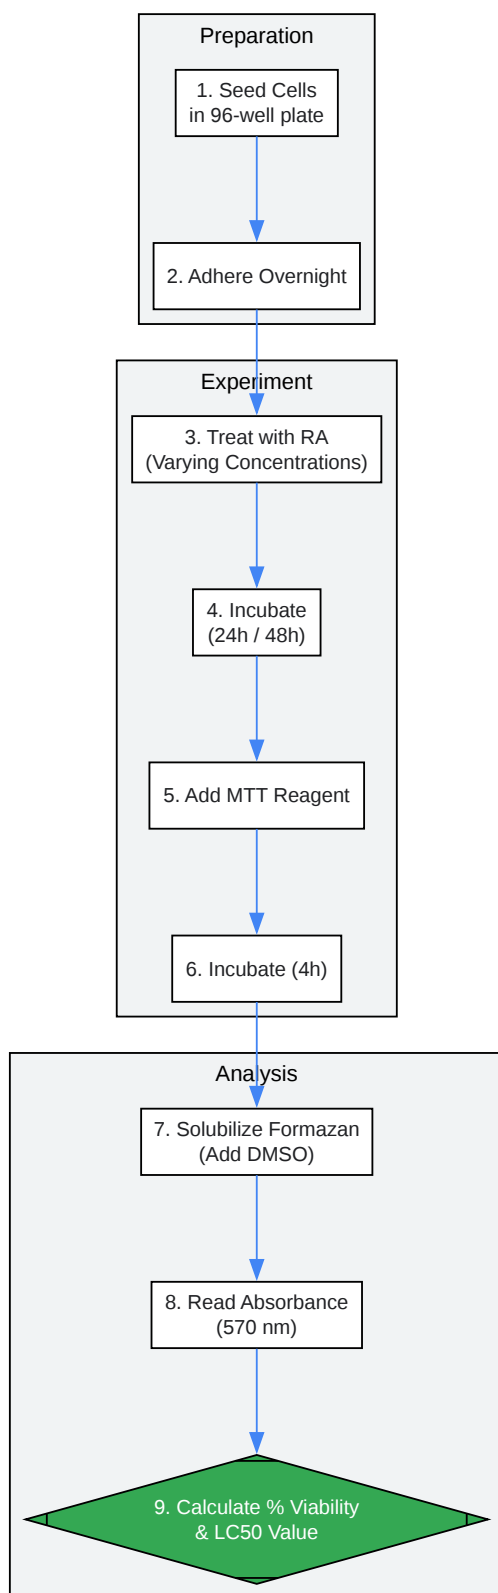 Preparation
1. Seed Cells
in 96-well plate
2. Adhere Overnight
Experiment
3. Treat with RA
(Varying Concentrations)
4. Incubate
(24h / 48h)
5. Add MTT Reagent
6. Incubate (4h)
Analysis
7. Solubilize Formazan
(Add DMSO)
8. Read Absorbance
(570 nm)
9. Calculate % Viability
& LC50 Value